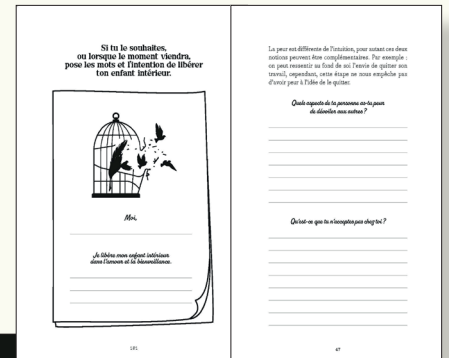 Si tu le souhaites,
ou lorsque le moment viendra,
pose les mots et l'intention de libérer
ton enfant intérieur.
Moi,
Je libère mon enfant intérieur
dans l'amour et la bienveillance.
181
La peur est différente de l'intuition, pour autant ces deux
notions peuvent être complémentaires. Par exemple :
on peut ressentir au fond de soi l'envie de quitter son
travail, cependant, cette étape ne nous empêche pas
d'avoir peur à l'idée de le quitter.
Quels aspects de ta personne as-tu peur
de dévoiler aux autres ?
Qu'est-ce que tu n'acceptes pas chez toi ?
47